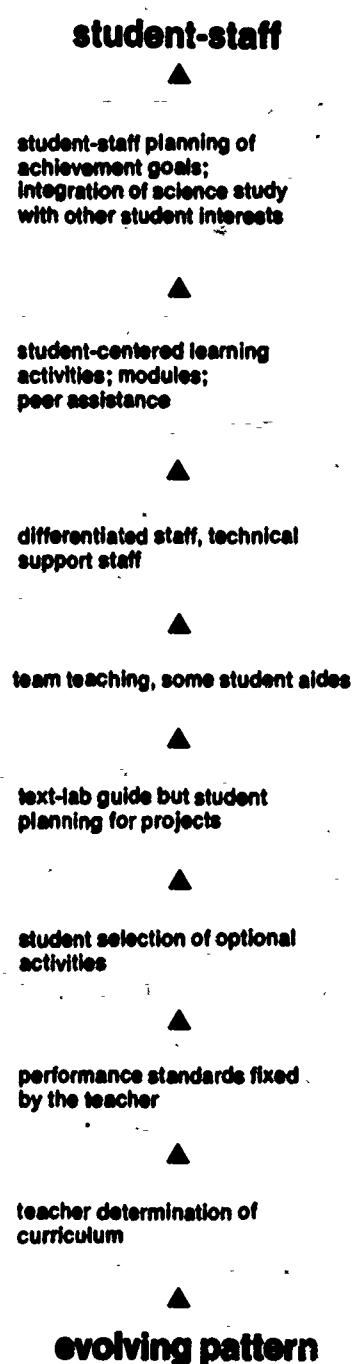 student-staff
student-staff planning of
achievement goals;
integration of science study
with other student interests
student-centered learning
activities; modules;
peer assistance
differentiated staff, technical
support staff
team teaching, some student aides
text-lab guide but student
planning for projects
student selection of optional
activities
performance standards fixed
by the teacher
teacher determination of
curriculum
evolving pattern